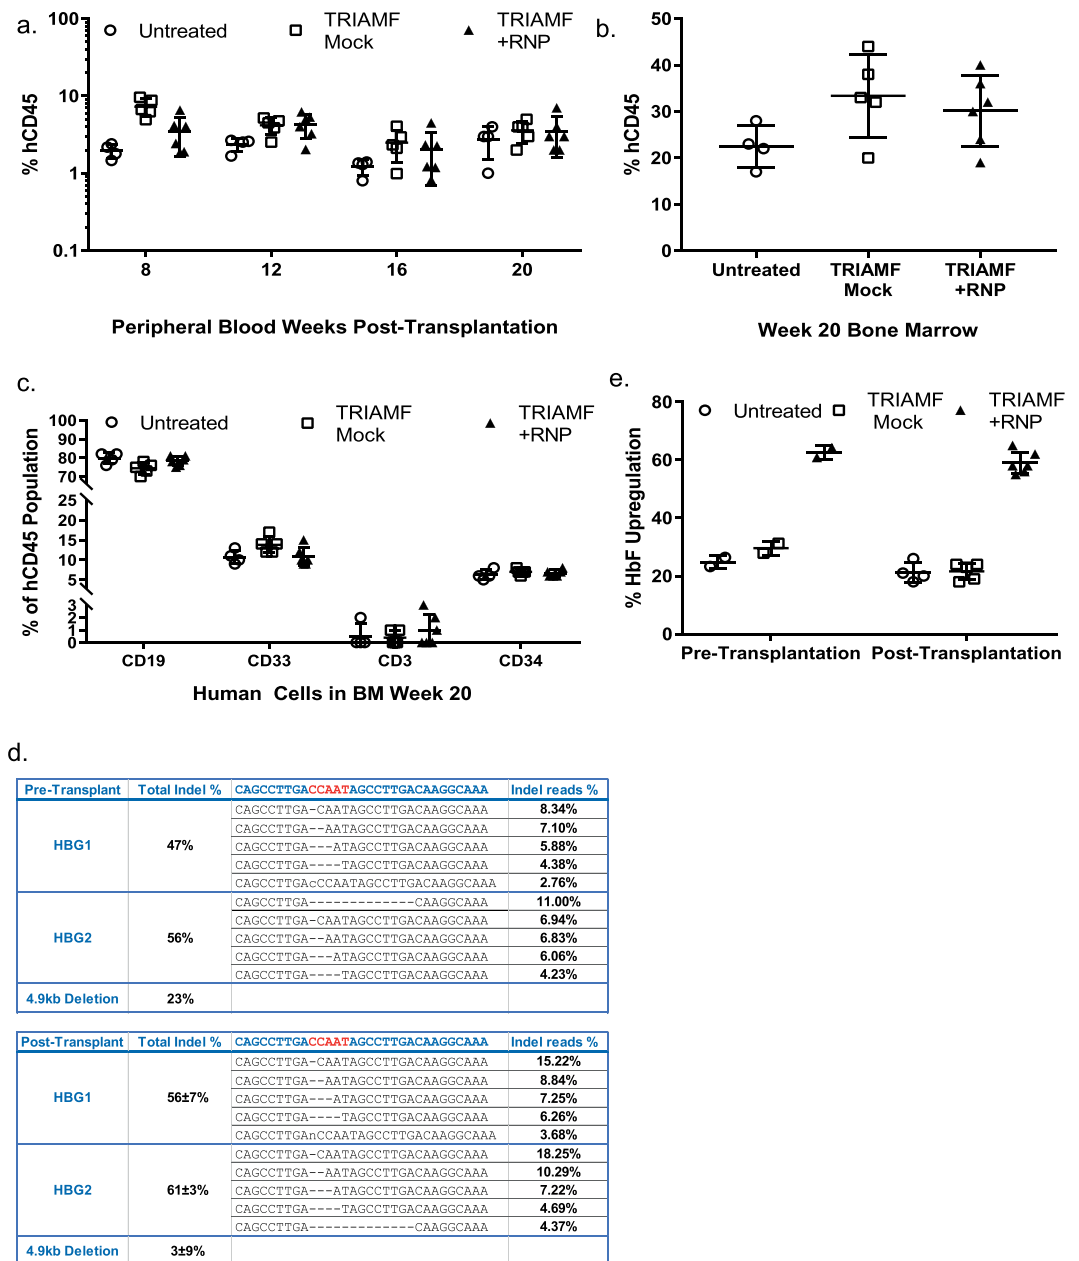 a.
Untreated
TRIAMF
Mock
TRIAMF
+RNP
% hCD45
100
10
1
0.1
8
12
16
20
Peripheral Blood Weeks Post-Transplantation
b.
% hCD45
50
40
30
20
10
0
Untreated
TRIAMF
Mock
TRIAMF
+RNP
Week 20 Bone Marrow
c.
Untreated
TRIAMF
Mock
TRIAMF
+RNP
% of hCD45 Population
100
90
80
70
25
20
15
10
5
3
2
1
0
CD19
CD33
CD3
CD34
Human Cells in BM Week 20
e.
Untreated
TRIAMF
Mock
TRIAMF
+RNP
% HbF Upregulation
80
60
40
20
0
Pre-Transplantation
Post-Transplantation
d.
Pre-Transplant Total Indel % CAGCCTTGACCAATAGCCTTGACAAGGCAAA Indel reads %
HBG1 47%
CAGCCTTGA-CAATAGCCTTGACAAGGCAAA 8.34%
CAGCCTTGA--AATAGCCTTGACAAGGCAAA 7.10%
CAGCCTTGA---ATAGCCTTGACAAGGCAAA 5.88%
CAGCCTTGA----TAGCCTTGACAAGGCAAA 4.38%
CAGCCTTGAcCCAATAGCCTTGACAAGGCAAA 2.76%
HBG2 56%
CAGCCTTGA-------------CAAGGCAAA 11.00%
CAGCCTTGA-CAATAGCCTTGACAAGGCAAA 6.94%
CAGCCTTGA--AATAGCCTTGACAAGGCAAA 6.83%
CAGCCTTGA---ATAGCCTTGACAAGGCAAA 6.06%
CAGCCTTGA----TAGCCTTGACAAGGCAAA 4.23%
4.9kb Deletion 23%
Post-Transplant Total Indel % CAGCCTTGACCAATAGCCTTGACAAGGCAAA Indel reads %
HBG1 56±7%
CAGCCTTGA-CAATAGCCTTGACAAGGCAAA 15.22%
CAGCCTTGA--AATAGCCTTGACAAGGCAAA 8.84%
CAGCCTTGA---ATAGCCTTGACAAGGCAAA 7.25%
CAGCCTTGA----TAGCCTTGACAAGGCAAA 6.26%
CAGCCTTGAnCCAATAGCCTTGACAAGGCAAA 3.68%
HBG2 61±3%
CAGCCTTGA-CAATAGCCTTGACAAGGCAAA 18.25%
CAGCCTTGA--AATAGCCTTGACAAGGCAAA 10.29%
CAGCCTTGA---ATAGCCTTGACAAGGCAAA 7.22%
CAGCCTTGA----TAGCCTTGACAAGGCAAA 4.69%
CAGCCTTGA-------------CAAGGCAAA 4.37%
4.9kb Deletion 3±9%